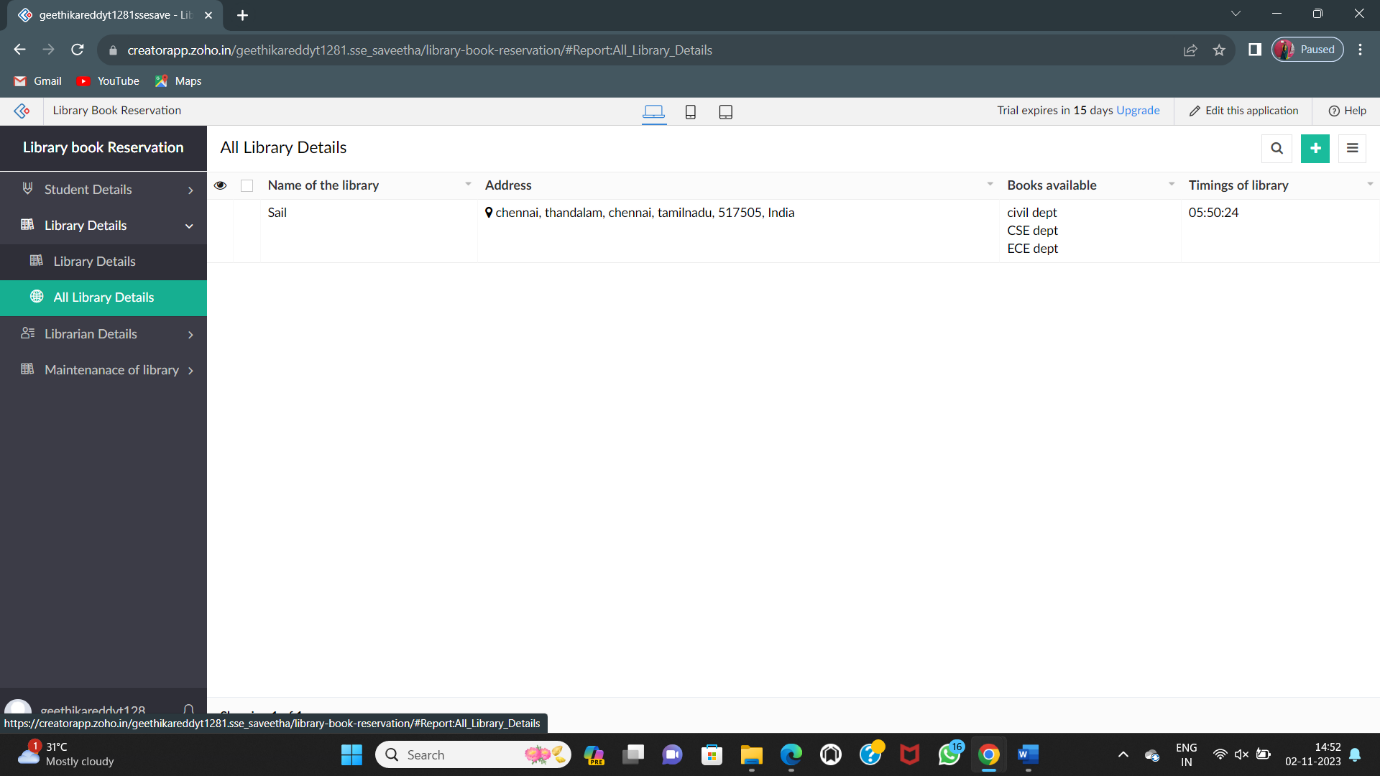 geethikareddyt1281ssesave - Lib
creatorapp.zoho.in/geethikareddyt1281.sse_saveetha/library-book-reservation/#Report:All_Library_Details
Paused
Gmail
YouTube
Maps
Library Book Reservation
Trial expires in 15 days Upgrade
Edit this application
Help
Library book Reservation
All Library Details
Student Details
Library Details
Library Details
All Library Details
Librarian Details
Maintenanace of library
Name of the library
Address
Books available
Timings of library
Sail
chennai, thandalam, chennai, tamilnadu, 517505, India
civil dept
CSE dept
ECE dept
05:50:24
geethikareddyt128
https://creatorapp.zoho.in/geethikareddyt1281.sse_saveetha/library-book-reservation/#Report:All_Library_Details
1
31°C
Mostly cloudy
Search
PRE
16
ENG
IN
14:52
02-11-2023